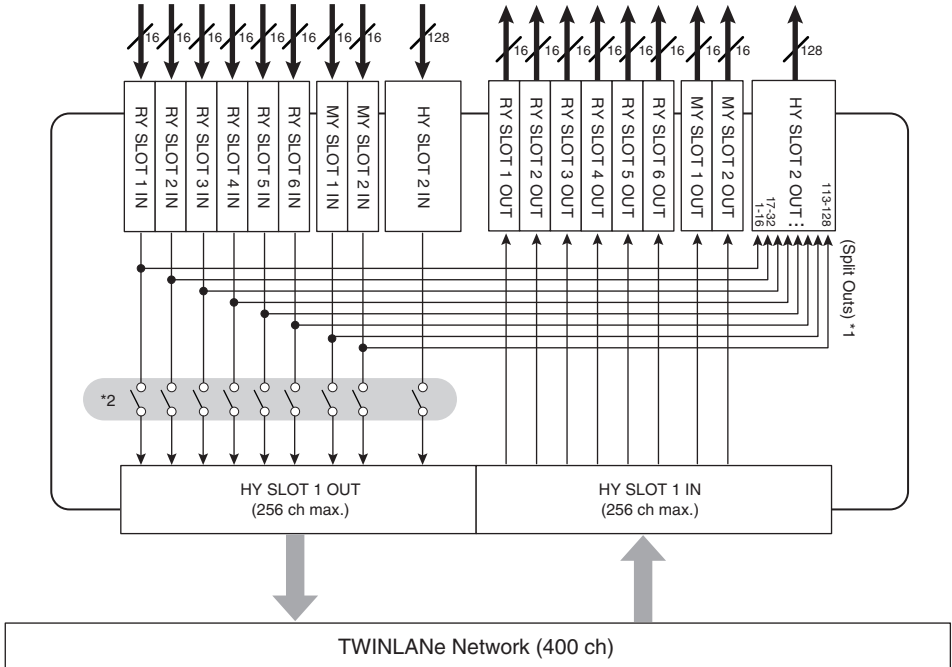 16 16 16 16 16 16 16 16 128 16 16 16 16 16 16 16 16 128
RY SLOT 1 IN
RY SLOT 2 IN
RY SLOT 3 IN
RY SLOT 4 IN
RY SLOT 5 IN
RY SLOT 6 IN
MY SLOT 1 IN
MY SLOT 2 IN
HY SLOT 2 IN
RY SLOT 1 OUT
RY SLOT 2 OUT
RY SLOT 3 OUT
RY SLOT 4 OUT
RY SLOT 5 OUT
RY SLOT 6 OUT
MY SLOT 1 OUT
MY SLOT 2 OUT
HY SLOT 2 OUT
1-16
17-32
...
113-128
(Split Outs) *1
*2
HY SLOT 1 OUT
(256 ch max.)
HY SLOT 1 IN
(256 ch max.)
TWINLANe Network (400 ch)